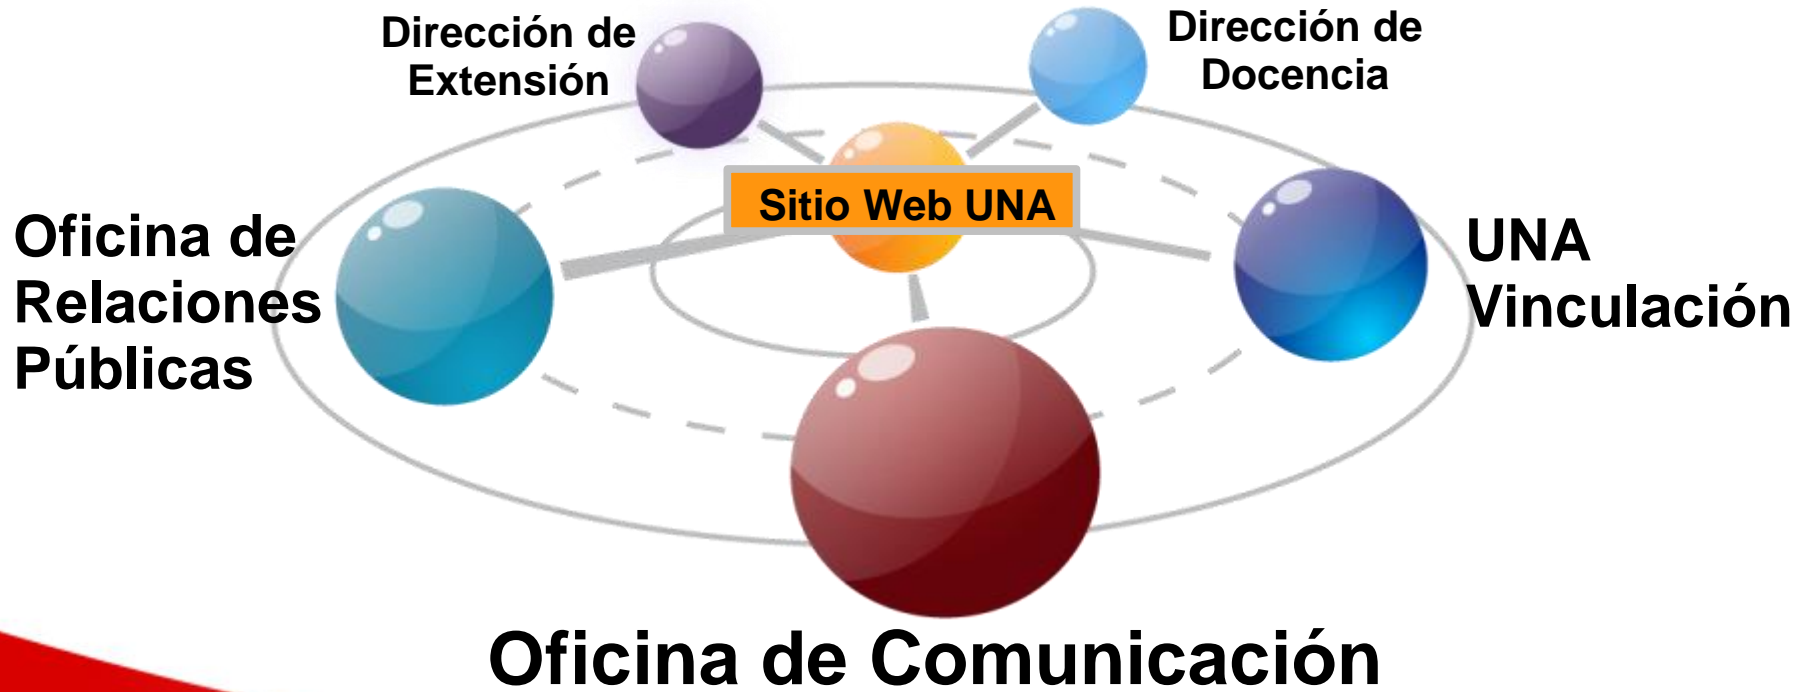 Dirección de
Extensión
Dirección de
Docencia
Sitio Web UNA
Oficina de
Relaciones
Públicas
UNA
Vinculación
Oficina de Comunicación